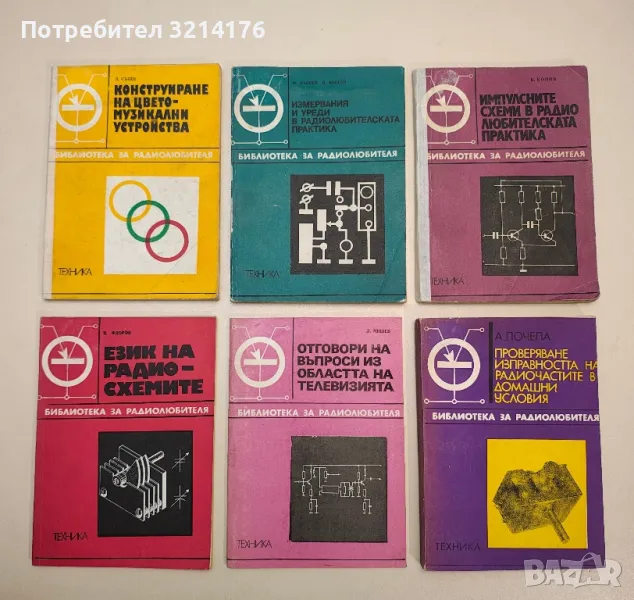 Потребител 3214176
КОНСТРУИРАНЕ
НА ЦВЕТО-
МУЗИКАЛНИ
УСТРОЙСТВА
БИБЛИОТЕКА ЗА РАДИОЛЮБИТЕЛЯ
ТЕХНИКА
ИЗМЕРВАНИЯ
И УРЕДИ
В РАДИОЛЮБИТЕЛСКАТА
ПРАКТИКА
БИБЛИОТЕКА ЗА РАДИОЛЮБИТЕЛЯ
ТЕХНИКА
ИМПУЛСНИТЕ
СХЕМИ В РАДИО
ЛЮБИТЕЛСКАТА
ПРАКТИКА
БИБЛИОТЕКА ЗА РАДИОЛЮБИТЕЛЯ
ТЕХНИКА
ЕЗИК НА
РАДИО-
СХЕМИТЕ
БИБЛИОТЕКА ЗА РАДИОЛЮБИТЕЛЯ
ТЕХНИКА
ОТГОВОРИ НА
ВЪПРОСИ ИЗ
ОБЛАСТТА НА
ТЕЛЕВИЗИЯТА
БИБЛИОТЕКА ЗА РАДИОЛЮБИТЕЛЯ
ТЕХНИКА
А. ПОЧЕПА
ПРОВЕРЯВАНЕ
ИЗПРАВНОСТТА НА
РАДИОЧАСТИТЕ В
ДОМАШНИ
УСЛОВИЯ
БИБЛИОТЕКА ЗА РАДИОЛЮБИТЕЛЯ
ТЕХНИКА
BAZAR